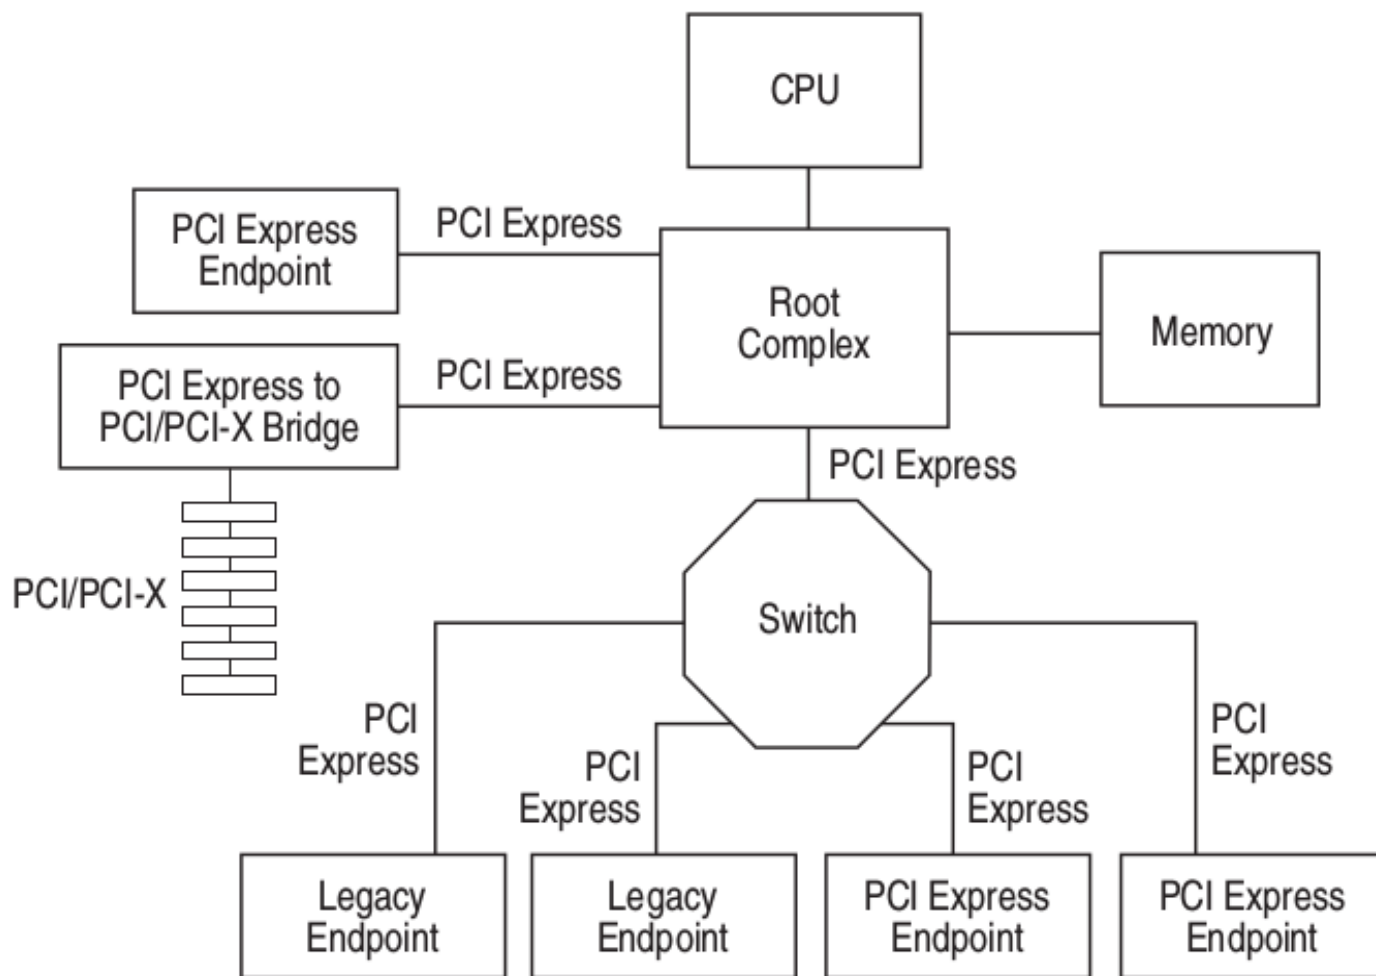 CPU
PCI Express
Endpoint
PCI Express
Root
Complex
Memory
PCI Express to
PCI/PCI-X Bridge
PCI Express
PCI Express
PCI/PCI-X
Switch
PCI
Express
PCI
Express
PCI
Express
PCI
Express
Legacy
Endpoint
Legacy
Endpoint
PCI Express
Endpoint
PCI Express
Endpoint